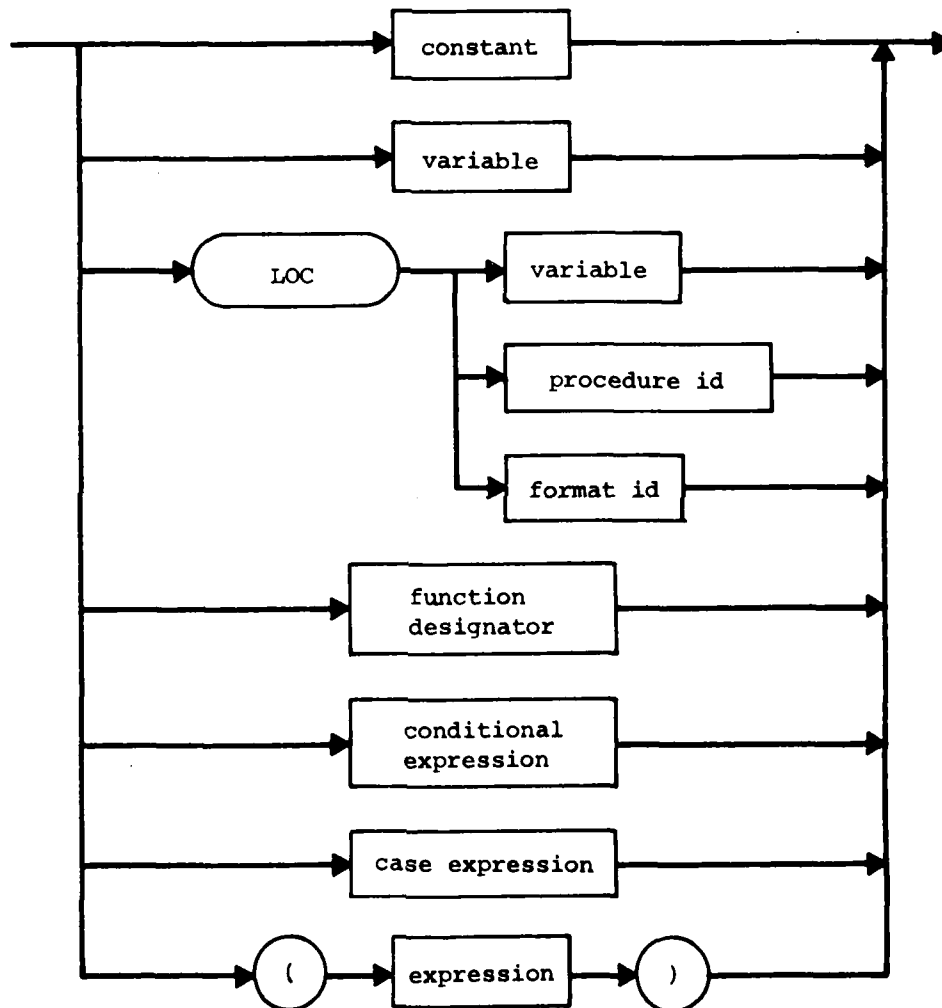 constant
variable
LOC
variable
procedure id
format id
function
designator
conditional
expression
case expression
(
expression
)